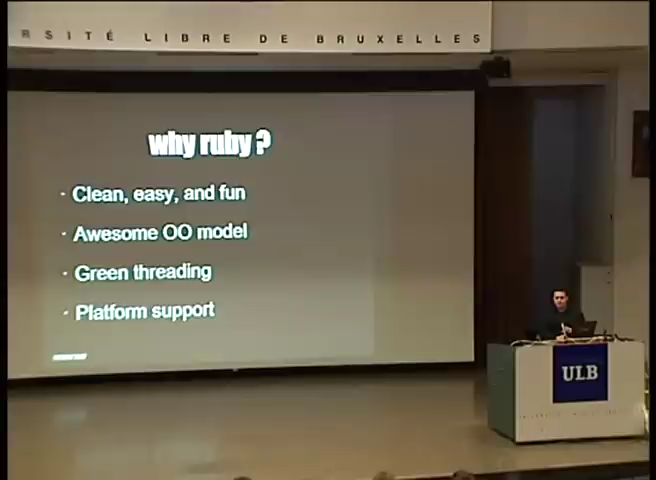 RSITÉ LIBRE DE BRUXELLES
why ruby ?
· Clean, easy, and fun
· Awesome OO model
· Green threading
· Platform support
ULB